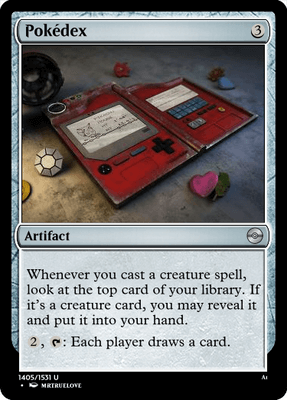 Pokédex 3
Artifact
Whenever you cast a creature spell,
look at the top card of your library. If
it's a creature card, you may reveal it
and put it into your hand.
2 , : Each player draws a card.
1405/1531 U
• MRTRUELOVE
AI